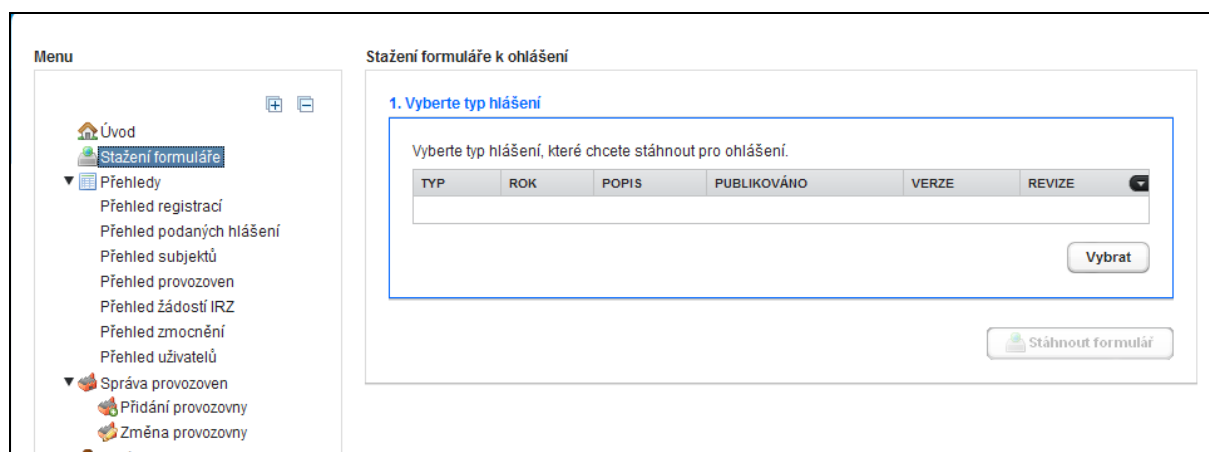 Menu
Úvod
Stažení formuláře
Přehledy
Přehled registrací
Přehled podaných hlášení
Přehled subjektů
Přehled provozoven
Přehled žádostí IRZ
Přehled zmocnění
Přehled uživatelů
Správa provozoven
Přidání provozovny
Změna provozovny
Stažení formuláře k ohlášení
1. Vyberte typ hlášení
Vyberte typ hlášení, které chcete stáhnout pro ohlášení.
TYP ROK POPIS PUBLIKOVÁNO VERZE REVIZE
Vybrat
Stáhnout formulář